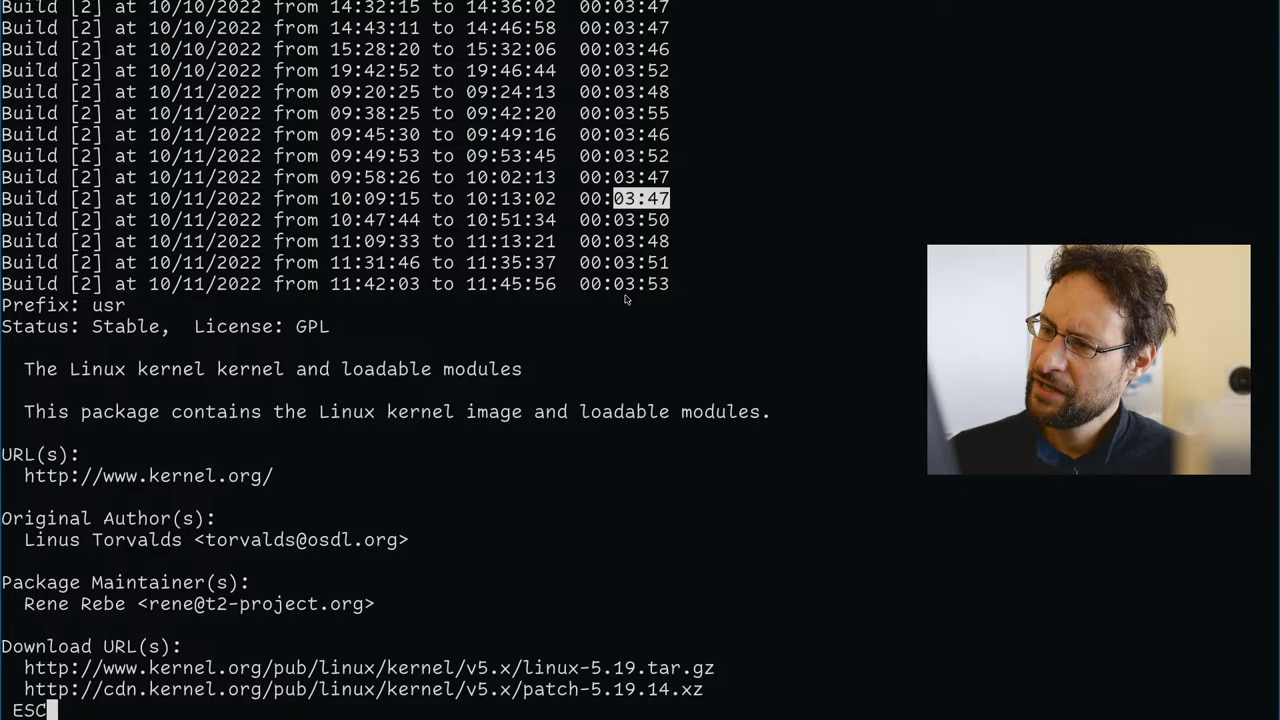 Build [2] at 10/10/2022 from 14:32:15 to 14:36:02  00:03:47
Build [2] at 10/10/2022 from 14:43:11 to 14:46:58  00:03:47
Build [2] at 10/10/2022 from 15:28:20 to 15:32:06  00:03:46
Build [2] at 10/10/2022 from 19:42:52 to 19:46:44  00:03:52
Build [2] at 10/11/2022 from 09:20:25 to 09:24:13  00:03:48
Build [2] at 10/11/2022 from 09:38:25 to 09:42:20  00:03:55
Build [2] at 10/11/2022 from 09:45:30 to 09:49:16  00:03:46
Build [2] at 10/11/2022 from 09:49:53 to 09:53:45  00:03:52
Build [2] at 10/11/2022 from 09:58:26 to 10:02:13  00:03:47
Build [2] at 10/11/2022 from 10:09:15 to 10:13:02  00:03:47
Build [2] at 10/11/2022 from 10:47:44 to 10:51:34  00:03:50
Build [2] at 10/11/2022 from 11:09:33 to 11:13:21  00:03:48
Build [2] at 10/11/2022 from 11:31:46 to 11:35:37  00:03:51
Build [2] at 10/11/2022 from 11:42:03 to 11:45:56  00:03:53
Prefix: usr
Status: Stable,  License: GPL
The Linux kernel kernel and loadable modules
This package contains the Linux kernel image and loadable modules.
URL(s):
http://www.kernel.org/
Original Author(s):
Linus Torvalds <torvalds@osdl.org>
Package Maintainer(s):
Rene Rebe <rene@t2-project.org>
Download URL(s):
http://www.kernel.org/pub/linux/kernel/v5.x/linux-5.19.tar.gz
http://cdn.kernel.org/pub/linux/kernel/v5.x/patch-5.19.14.xz
ESC